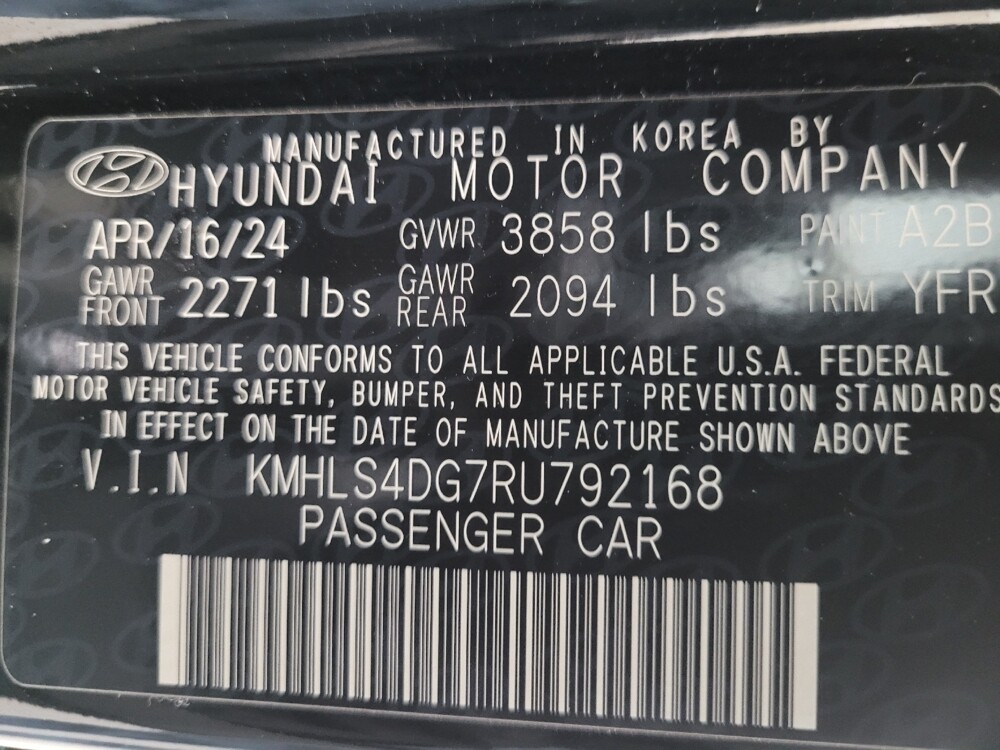 MANUFACTURED IN KOREA BY
HYUNDAI MOTOR COMPANY
APR/16/24 GVWR 3858 lbs PAINT A2B
GAWR FRONT 2271 lbs GAWR REAR 2094 lbs TRIM YFR
THIS VEHICLE CONFORMS TO ALL APPLICABLE U.S.A. FEDERAL
MOTOR VEHICLE SAFETY, BUMPER, AND THEFT PREVENTION STANDARDS
IN EFFECT ON THE DATE OF MANUFACTURE SHOWN ABOVE
V.I.N KMHLS4DG7RU792168
PASSENGER CAR